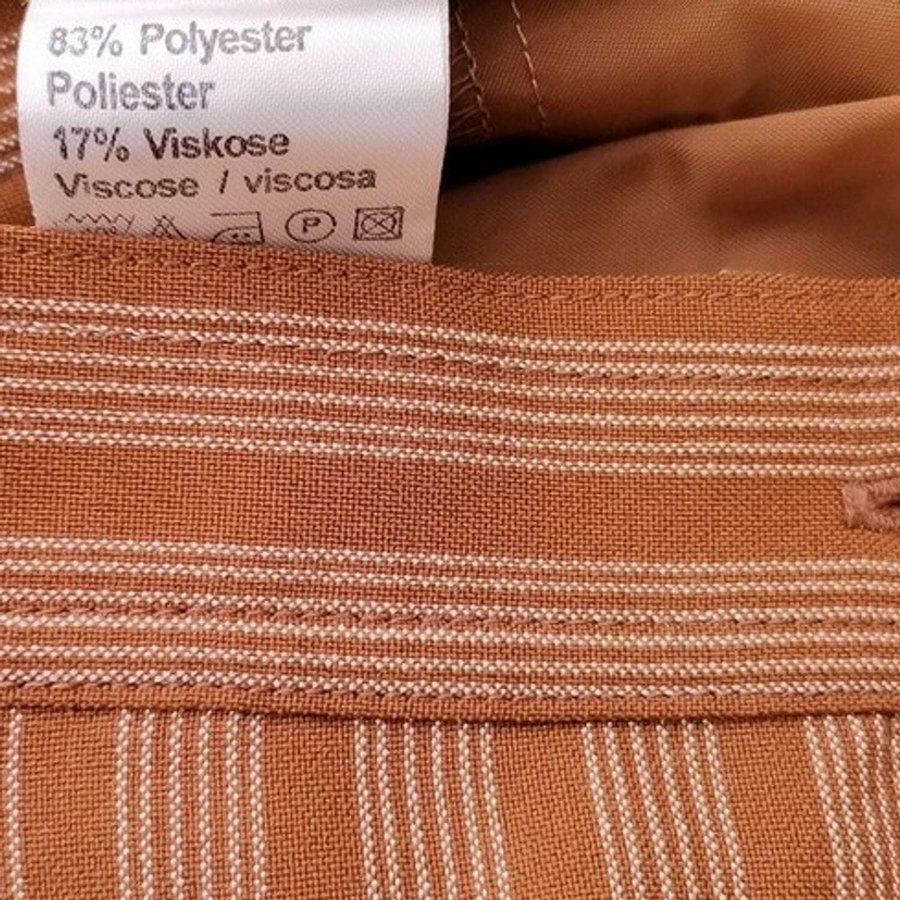 83% Polyester
Poliester
17% Viskose
Viscose / viscosa
P